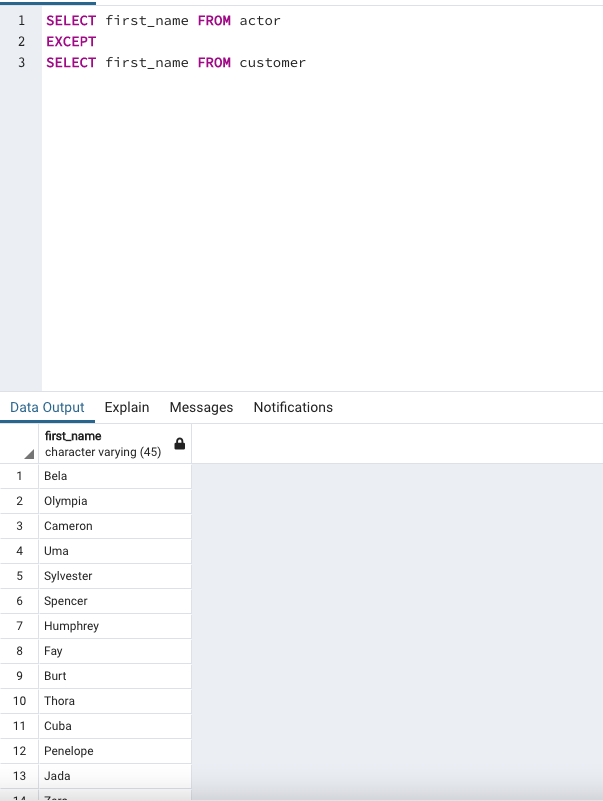 1 SELECT first_name FROM actor
2 EXCEPT
3 SELECT first_name FROM customer
Data Output Explain Messages Notifications
first_name
character varying (45)
1 Bela
2 Olympia
3 Cameron
4 Uma
5 Sylvester
6 Spencer
7 Humphrey
8 Fay
9 Burt
10 Thora
11 Cuba
12 Penelope
13 Jada
14